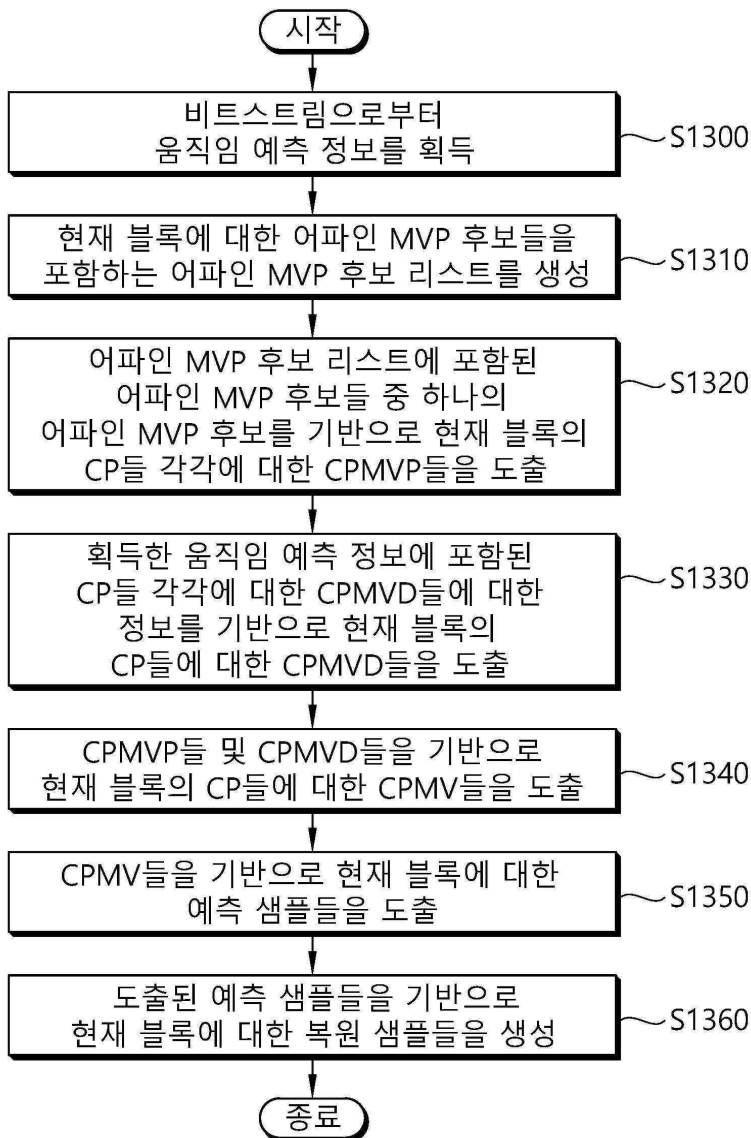 시작
비트스트림으로부터
움직임 예측 정보를 획득
S1300
현재 블록에 대한 어파인 MVP 후보들을
포함하는 어파인 MVP 후보 리스트를 생성
S1310
어파인 MVP 후보 리스트에 포함된
어파인 MVP 후보들 중 하나의
어파인 MVP 후보를 기반으로 현재 블록의
CP들 각각에 대한 CPMVP들을 도출
S1320
획득한 움직임 예측 정보에 포함된
CP들 각각에 대한 CPMVD들에 대한
정보를 기반으로 현재 블록의
CP들에 대한 CPMVD들을 도출
S1330
CPMVP들 및 CPMVD들을 기반으로
현재 블록의 CP들에 대한 CPMV들을 도출
S1340
CPMV들을 기반으로 현재 블록에 대한
예측 샘플들을 도출
S1350
도출된 예측 샘플들을 기반으로
현재 블록에 대한 복원 샘플들을 생성
S1360
종료